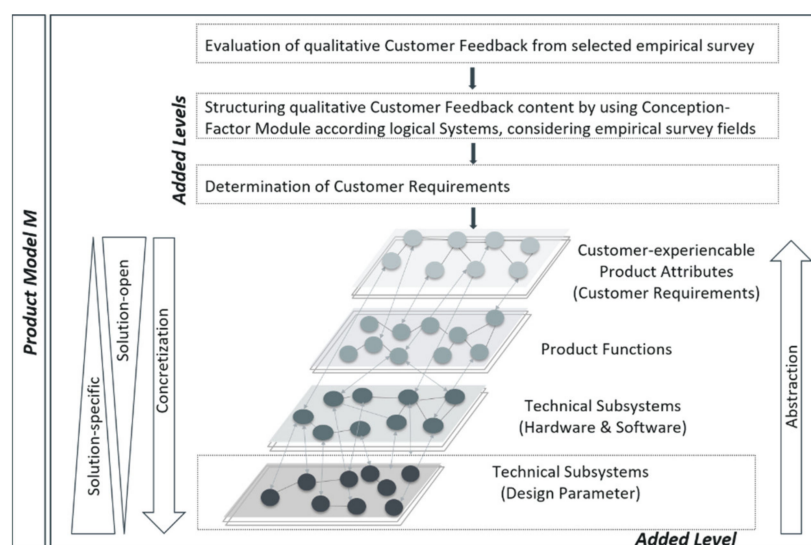 Evaluation of qualitative Customer Feedback from selected empirical survey
Structuring qualitative Customer Feedback content by using Conception-
Factor Module according logical Systems, considering empirical survey fields
Determination of Customer Requirements
Added Levels
Product Model M
Solution-specific
Solution-open
Concretization
Customer-experiencable
Product Attributes
(Customer Requirements)
Product Functions
Technical Subsystems
(Hardware & Software)
Technical Subsystems
(Design Parameter)
Abstraction
Added Level